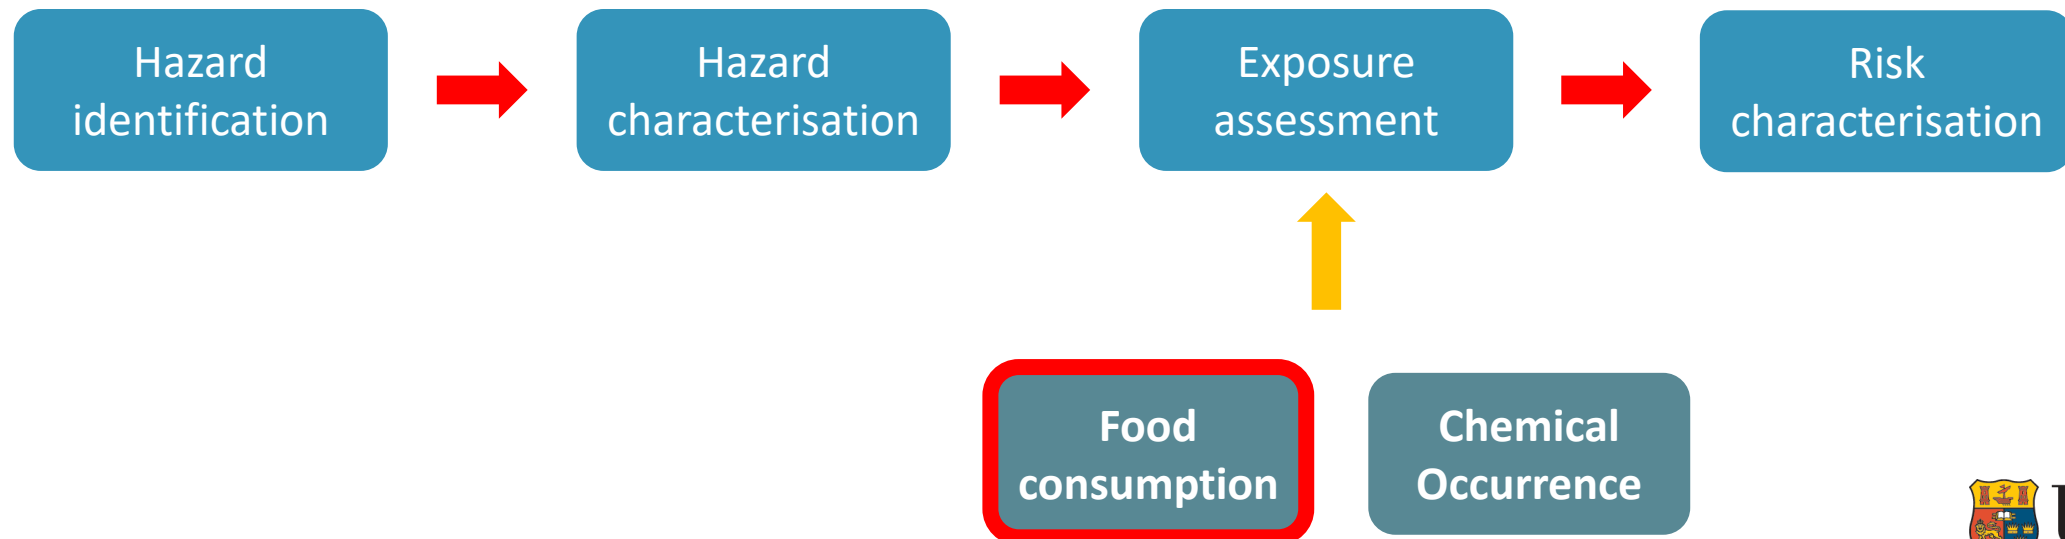 Hazard
identification
Hazard
characterisation
Exposure
assessment
Risk
characterisation
Food
consumption
Chemical
Occurrence